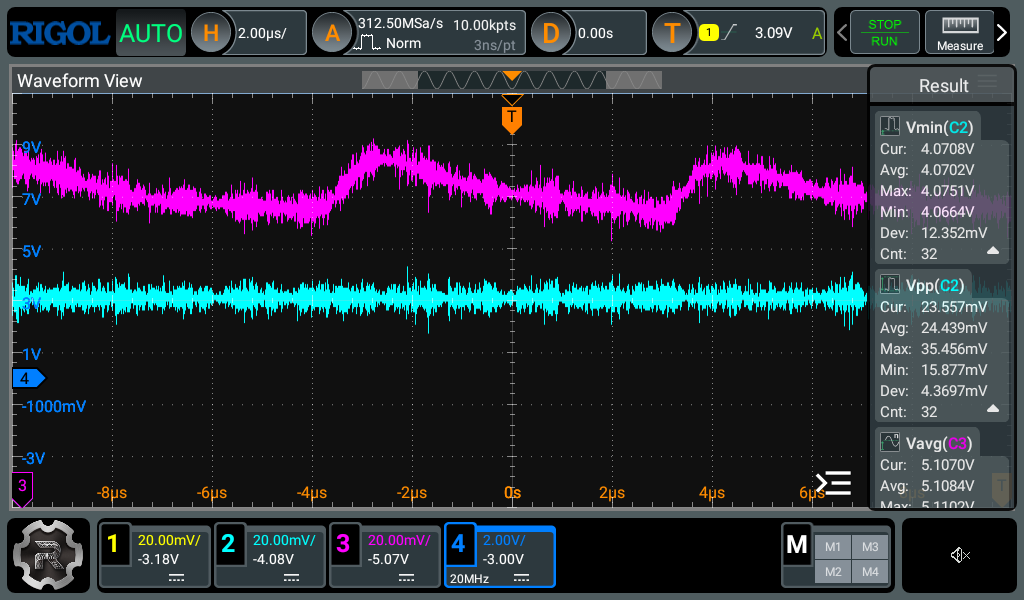 RIGOL AUTO H 2.00µs/ A 312.50MSa/s 10.00kpts Norm 3ns/pt D 0.00s T 1 3.09V A STOP RUN Measure
Waveform View
T
Result
9V
7V
5V
3V
1V
4
-1000mV
-3V
3
-8µs -6µs -4µs -2µs 0s 2µs 4µs 6µs
Vmin(C2)
Cur: 4.0708V
Avg: 4.0702V
Max: 4.0751V
Min: 4.0664V
Dev: 12.352mV
Cnt: 32
Vpp(C2)
Cur: 23.557mV
Avg: 24.439mV
Max: 35.456mV
Min: 15.877mV
Dev: 4.3697mV
Cnt: 32
Vavg(C3)
Cur: 5.1070V
Avg: 5.1084V
Max: 5.1102V
T
R
1 20.00mV/ -3.18V
2 20.00mV/ -4.08V
3 20.00mV/ -5.07V
4 2.00V/ -3.00V 20MHz
M M1 M3 M2 M4